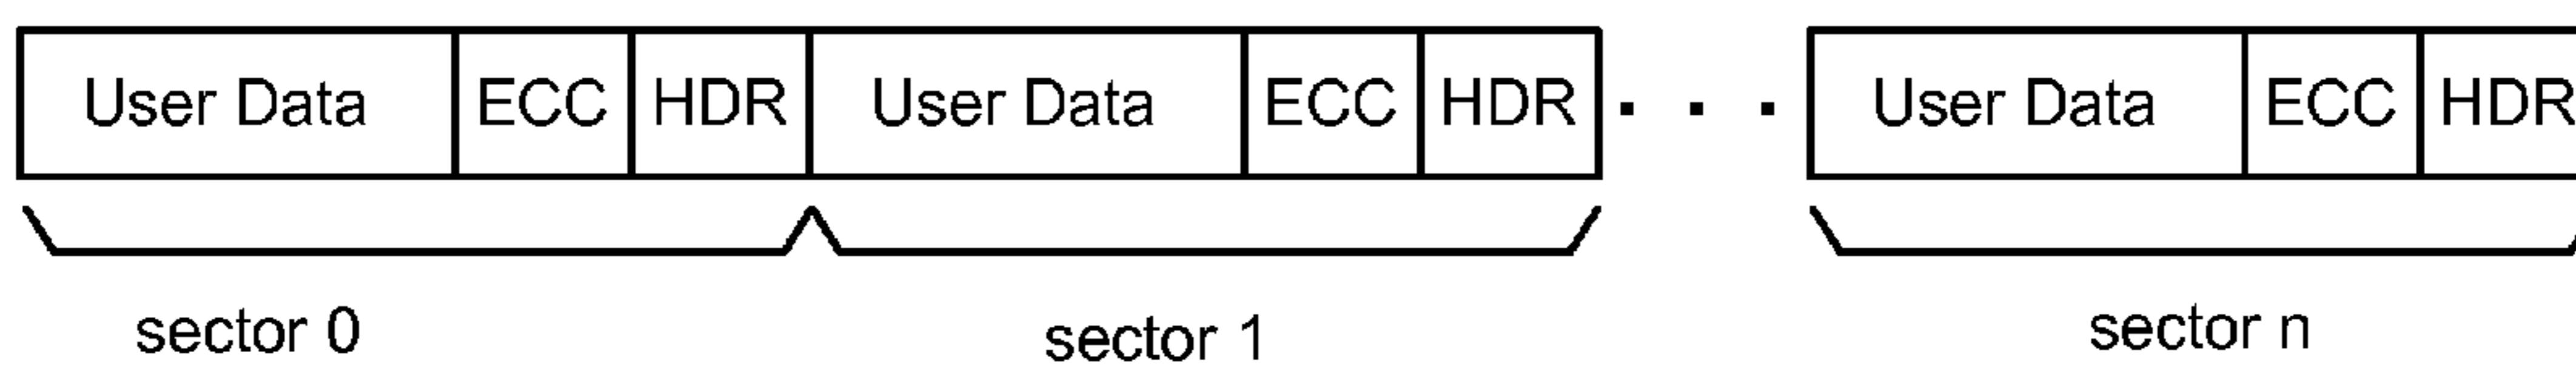 User Data ECC HDR User Data ECC HDR . . . User Data ECC HDR
sector 0 sector 1 sector n